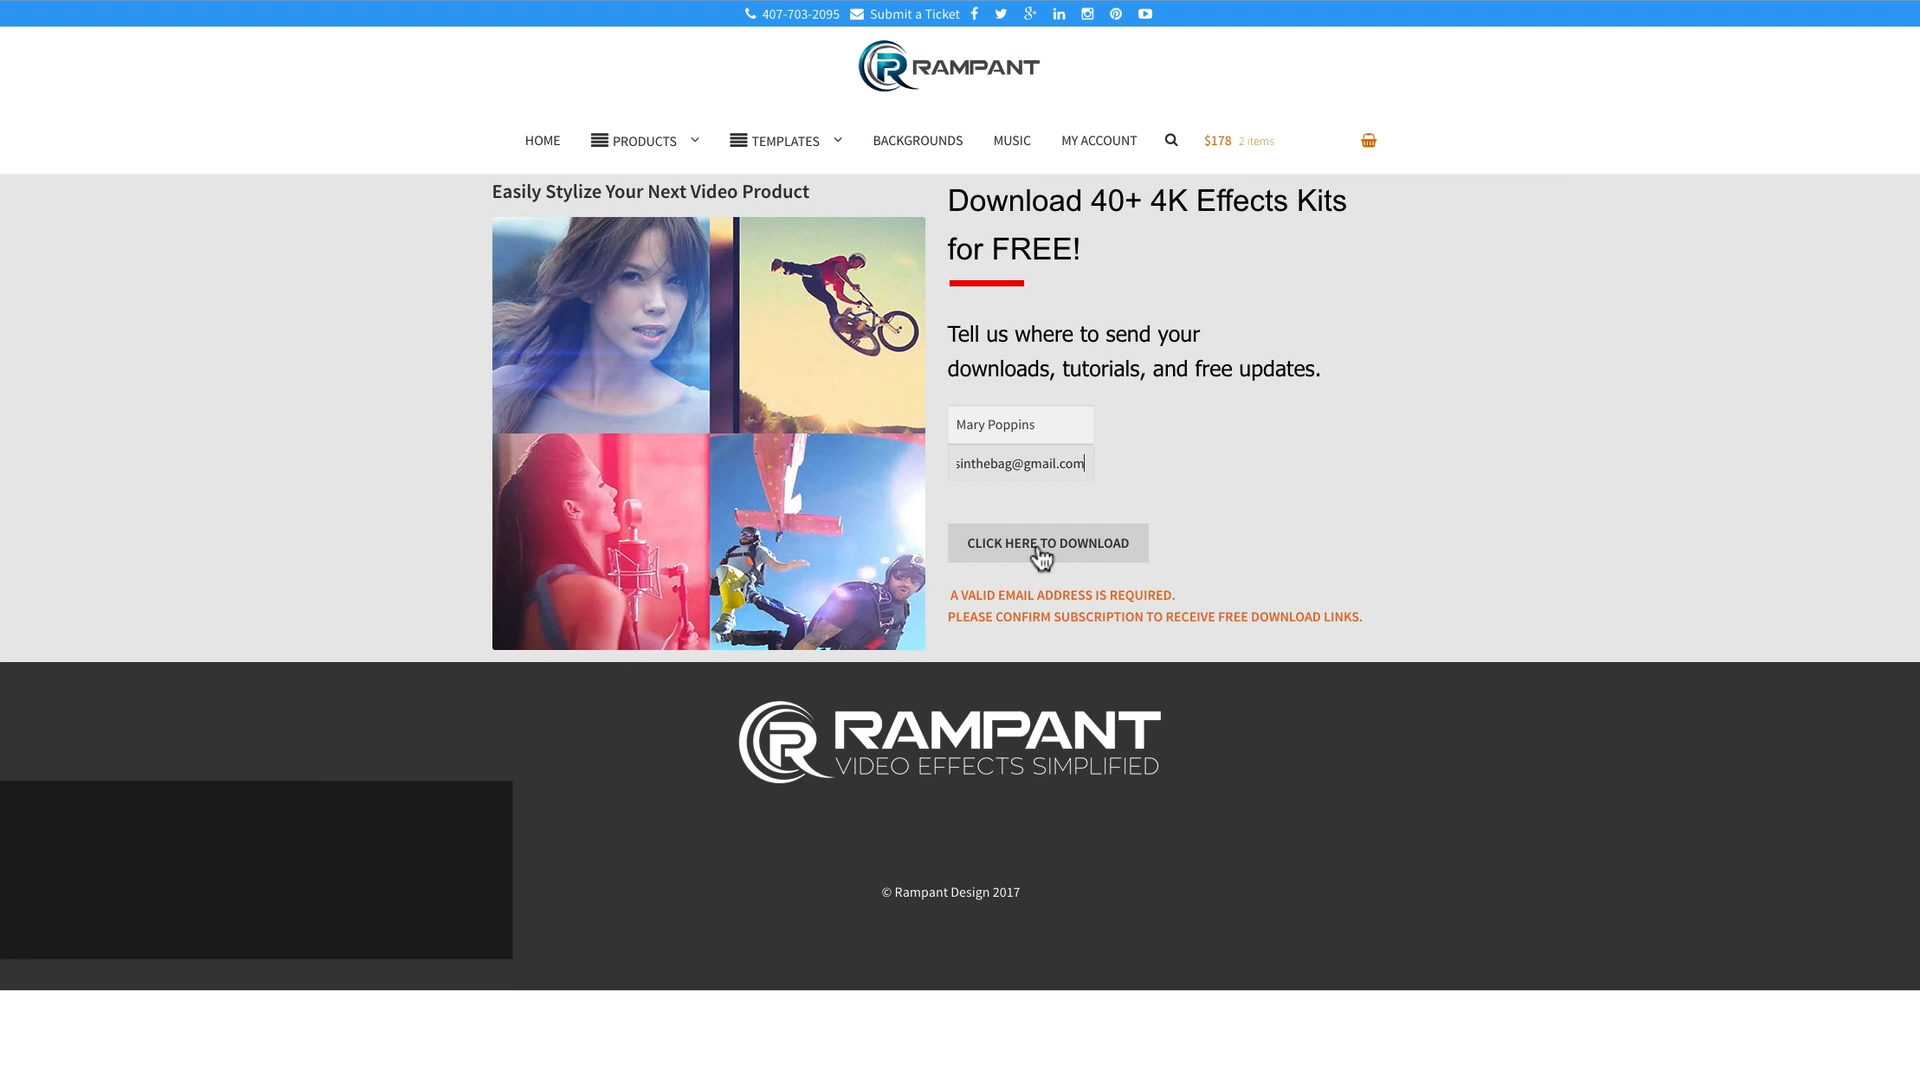 407-703-2095 Submit a Ticket
RAMPANT
HOME PRODUCTS TEMPLATES BACKGROUNDS MUSIC MY ACCOUNT $178 2 items
Easily Stylize Your Next Video Product
Download 40+ 4K Effects Kits
for FREE!
Tell us where to send your
downloads, tutorials, and free updates.
Mary Poppins
sinthebag@gmail.com
CLICK HERE TO DOWNLOAD
A VALID EMAIL ADDRESS IS REQUIRED.
PLEASE CONFIRM SUBSCRIPTION TO RECEIVE FREE DOWNLOAD LINKS.
RAMPANT
VIDEO EFFECTS SIMPLIFIED
© Rampant Design 2017